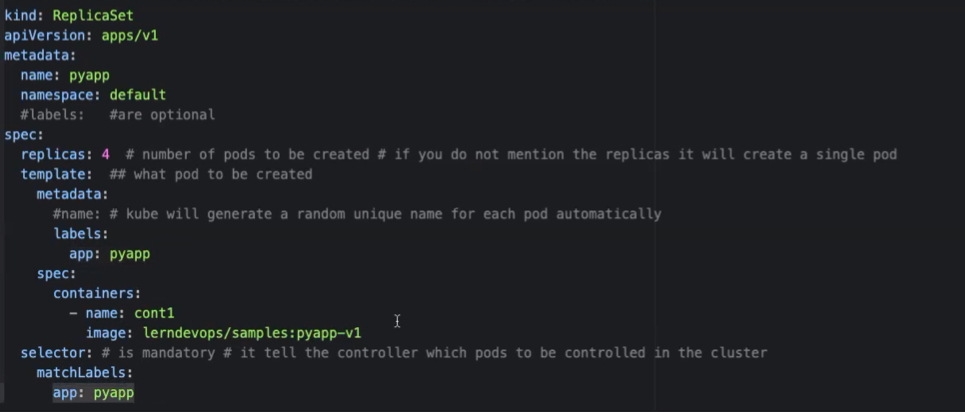 kind: ReplicaSet
apiVersion: apps/v1
metadata:
  name: pyapp
  namespace: default
  #labels:   #are optional
spec:
  replicas: 4  # number of pods to be created # if you do not mention the replicas it will create a single pod
  template:  ## what pod to be created
    metadata:
      #name: # kube will generate a random unique name for each pod automatically
      labels:
        app: pyapp
    spec:
      containers:
        - name: cont1
          image: lerndevops/samples:pyapp-v1
  selector: # is mandatory # it tell the controller which pods to be controlled in the cluster
    matchLabels:
      app: pyapp